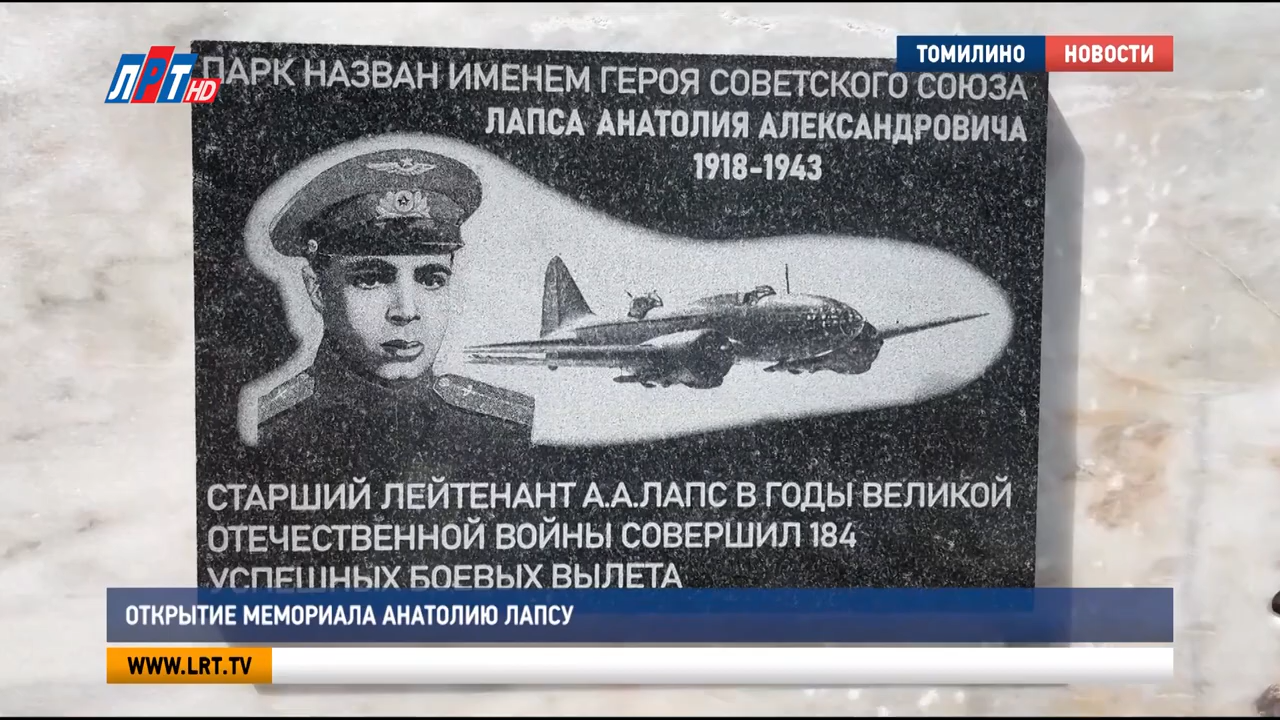 ЛРТ HD
ТОМИЛИНО НОВОСТИ
ПАРК НАЗВАН ИМЕНЕМ ГЕРОЯ СОВЕТСКОГО СОЮЗА
ЛАПСА АНАТОЛИЯ АЛЕКСАНДРОВИЧА
1918-1943
СТАРШИЙ ЛЕЙТЕНАНТ А.А.ЛАПС В ГОДЫ ВЕЛИКОЙ
ОТЕЧЕСТВЕННОЙ ВОЙНЫ СОВЕРШИЛ 184
УСПЕШНЫХ БОЕВЫХ ВЫЛЕТА
ОТКРЫТИЕ МЕМОРИАЛА АНАТОЛИЮ ЛАПСУ
WWW.LRT.TV